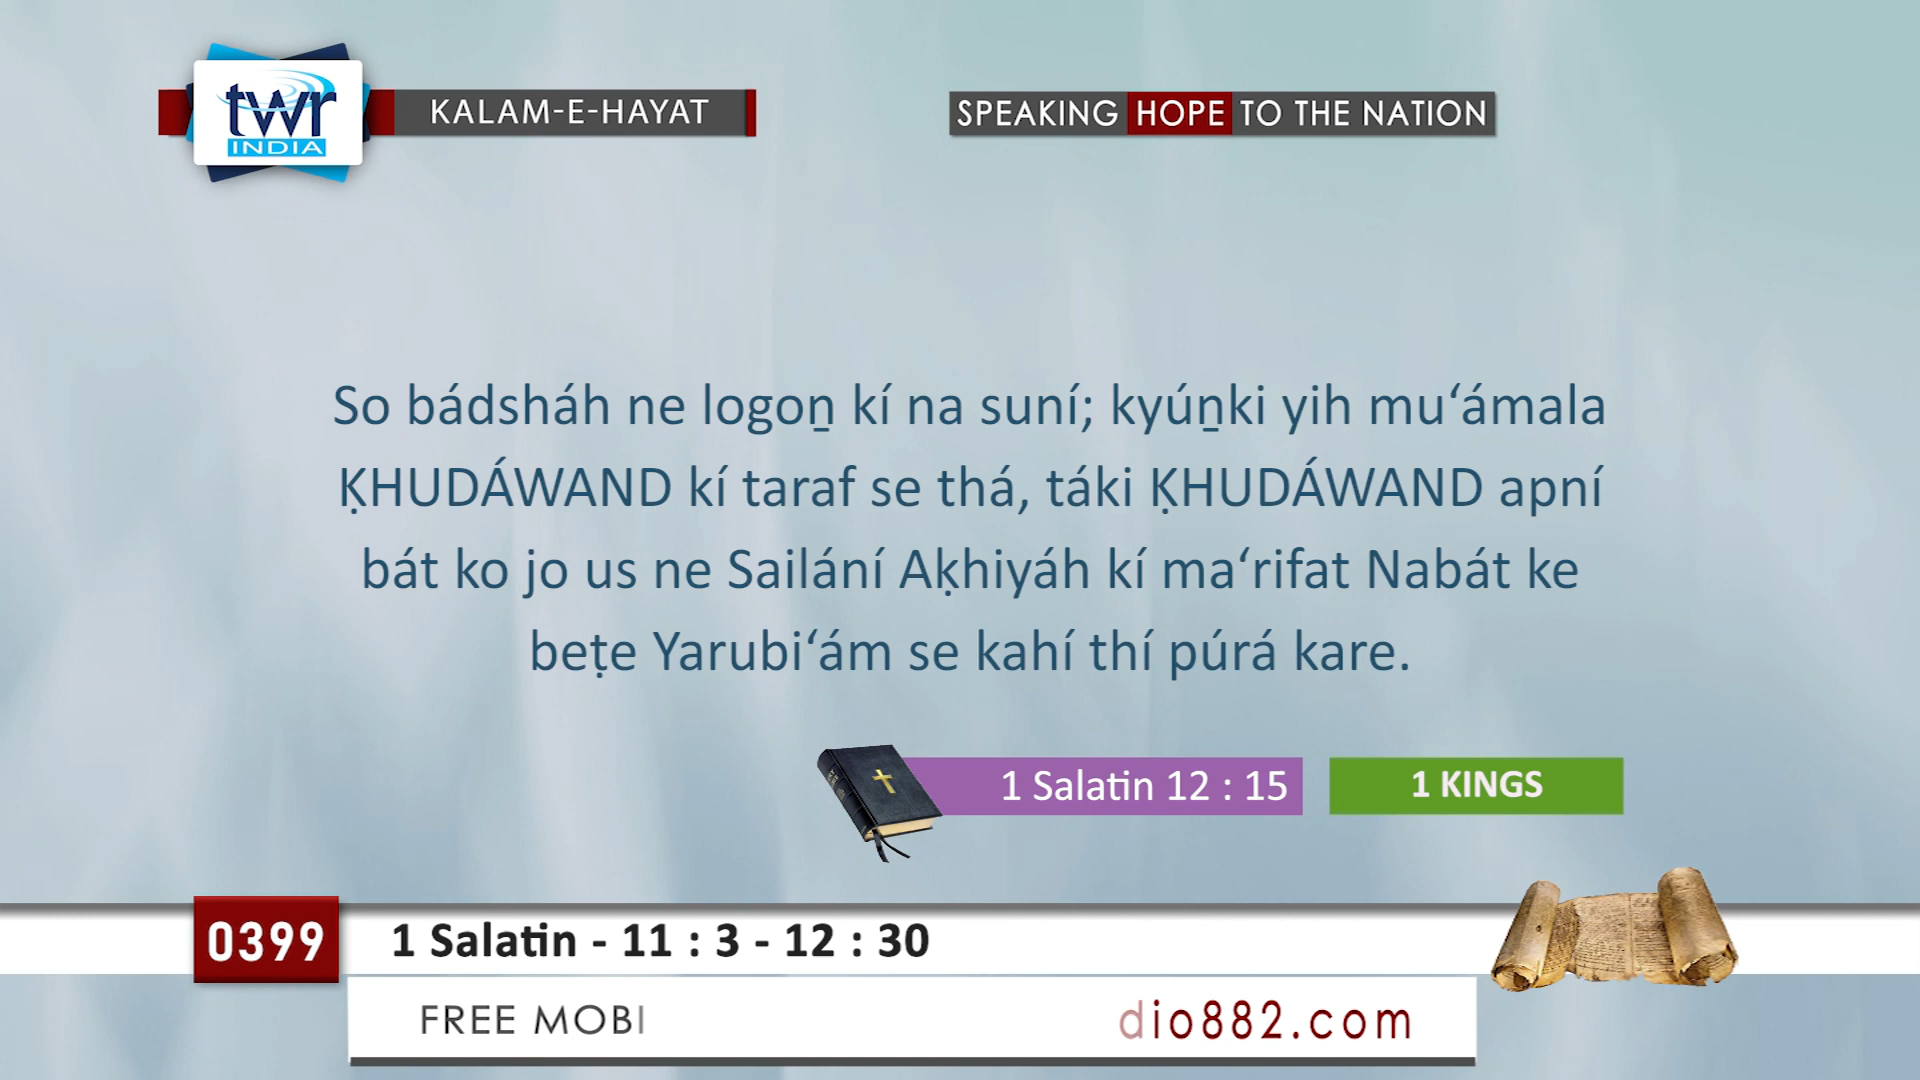 twr
INDIA
KALAM-E-HAYAT
SPEAKING HOPE TO THE NATION
So bádsháh ne logoṉ kí na suní; kyúṉki yih mu‘ámala
ḲHUDÁWAND kí taraf se thá, táki ḲHUDÁWAND apní
bát ko jo us ne Sailání Aḳhiyáh kí ma‘rifat Nabát ke
beṭe Yarubi‘ám se kahí thí púrá kare.
1 Salatin 12 : 15
1 KINGS
0399
1 Salatin - 11 : 3 - 12 : 30
FREE MOBI
dio882.com